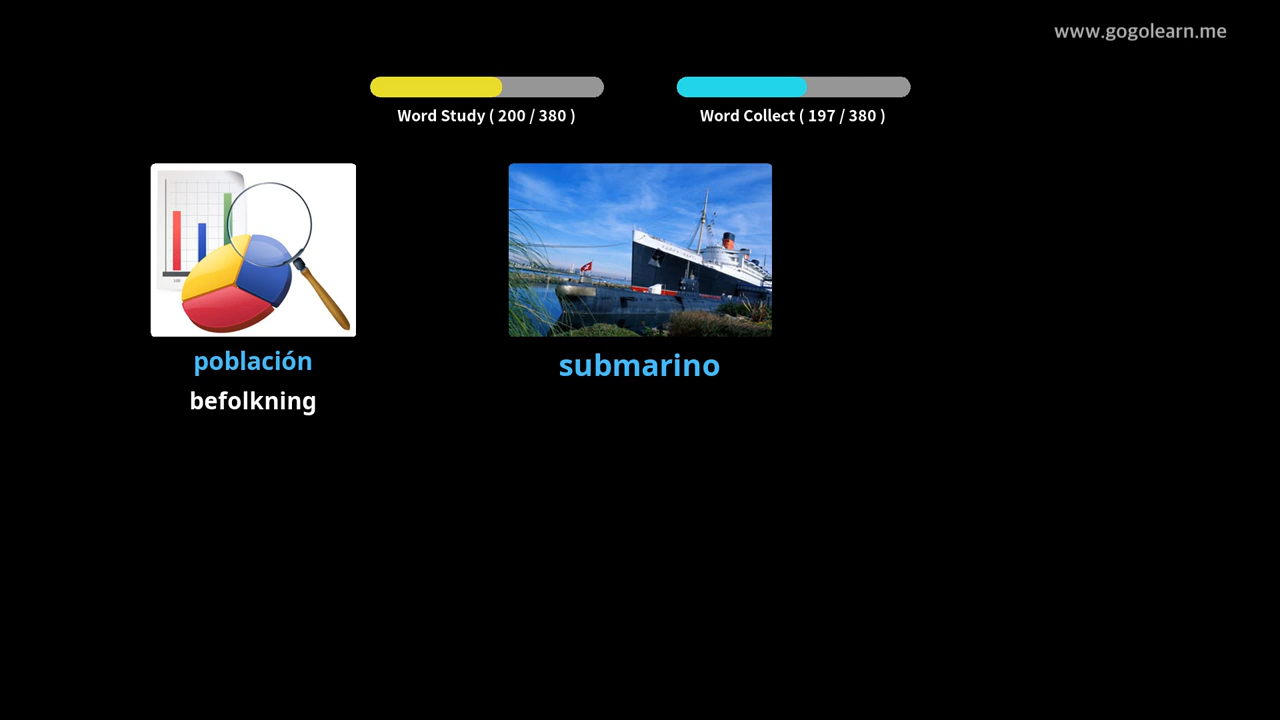 www.gogolearn.me
Word Study ( 200 / 380 )
Word Collect ( 197 / 380 )
población
befolkning
submarino